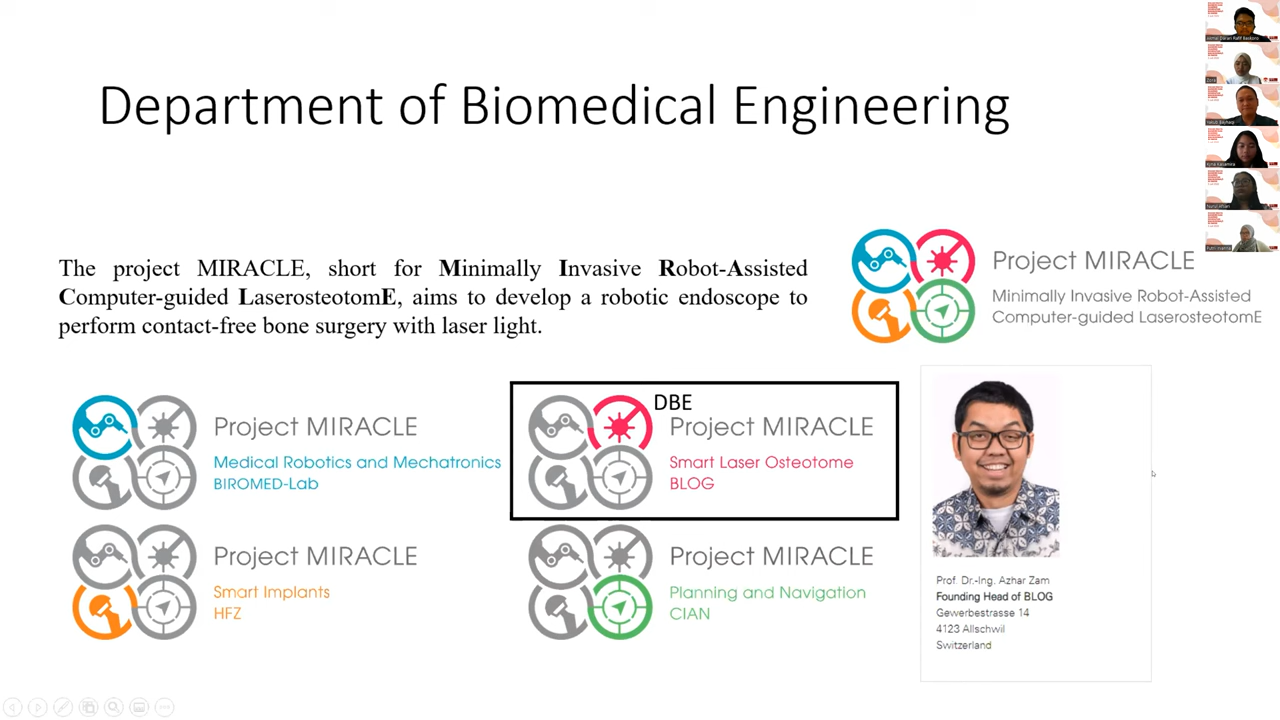 Department of Biomedical Engineering
The project MIRACLE, short for Minimally Invasive Robot-Assisted
Computer-guided LaserosteotomE, aims to develop a robotic endoscope to
perform contact-free bone surgery with laser light.
Project MIRACLE
Minimally Invasive Robot-Assisted
Computer-guided LaserosteotomE
Project MIRACLE
Medical Robotics and Mechatronics
BIROMED-Lab
DBE
Project MIRACLE
Smart Laser Osteotome
BLOG
Project MIRACLE
Smart Implants
HFZ
Project MIRACLE
Planning and Navigation
CIAN
Prof. Dr.-Ing. Azhar Zam
Founding Head of BLOG
Gewerbestrasse 14
4123 Allschwil
Switzerland